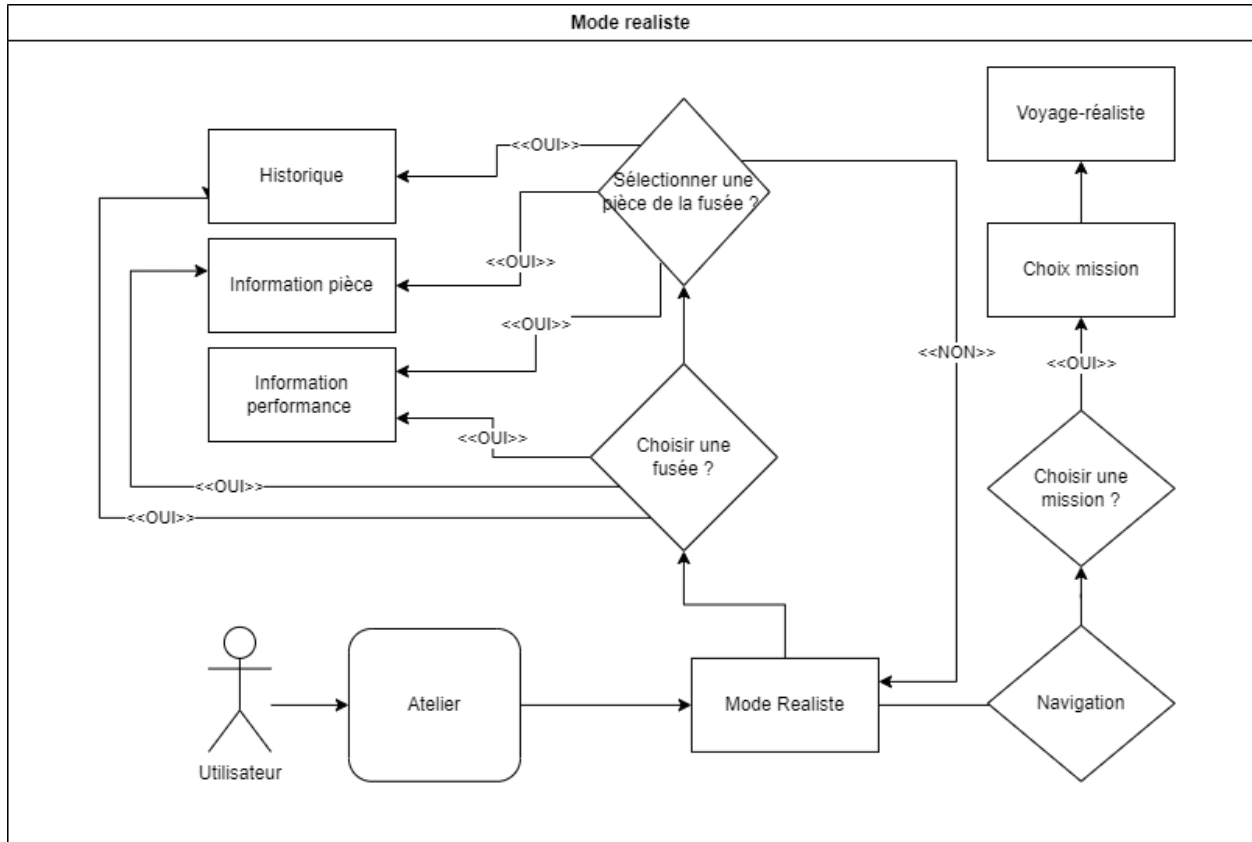 Mode realiste
Voyage-réaliste
<<OUI>>
Historique
Sélectionner une
pièce de la fusée ?
<<OUI>>
Information pièce
Choix mission
<<OUI>>
<<NON>>
<<OUI>>
Information
performance
<<OUI>>
Choisir une
fusée ?
Choisir une
mission ?
<<OUI>>
<<OUI>>
Atelier
Mode Realiste
Navigation
Utilisateur